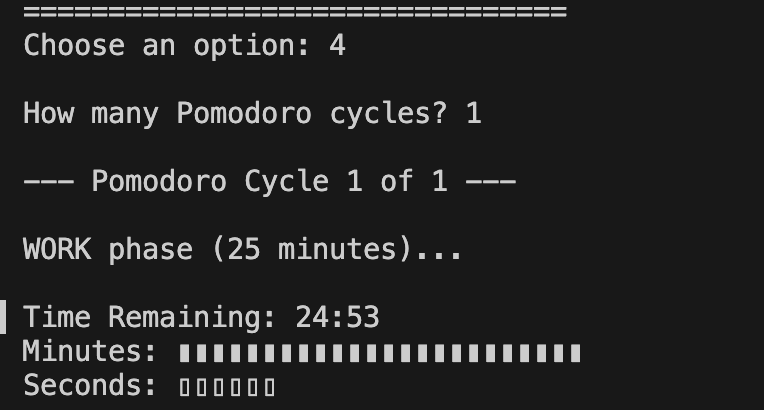 ================================
Choose an option: 4
How many Pomodoro cycles? 1
--- Pomodoro Cycle 1 of 1 ---
WORK phase (25 minutes)...
Time Remaining: 24:53
Minutes: ▮▮▮▮▮▮▮▮▮▮▮▮▮▮▮▮▮▮▮▮▮▮▮▮
Seconds: ▯▯▯▯▯▯